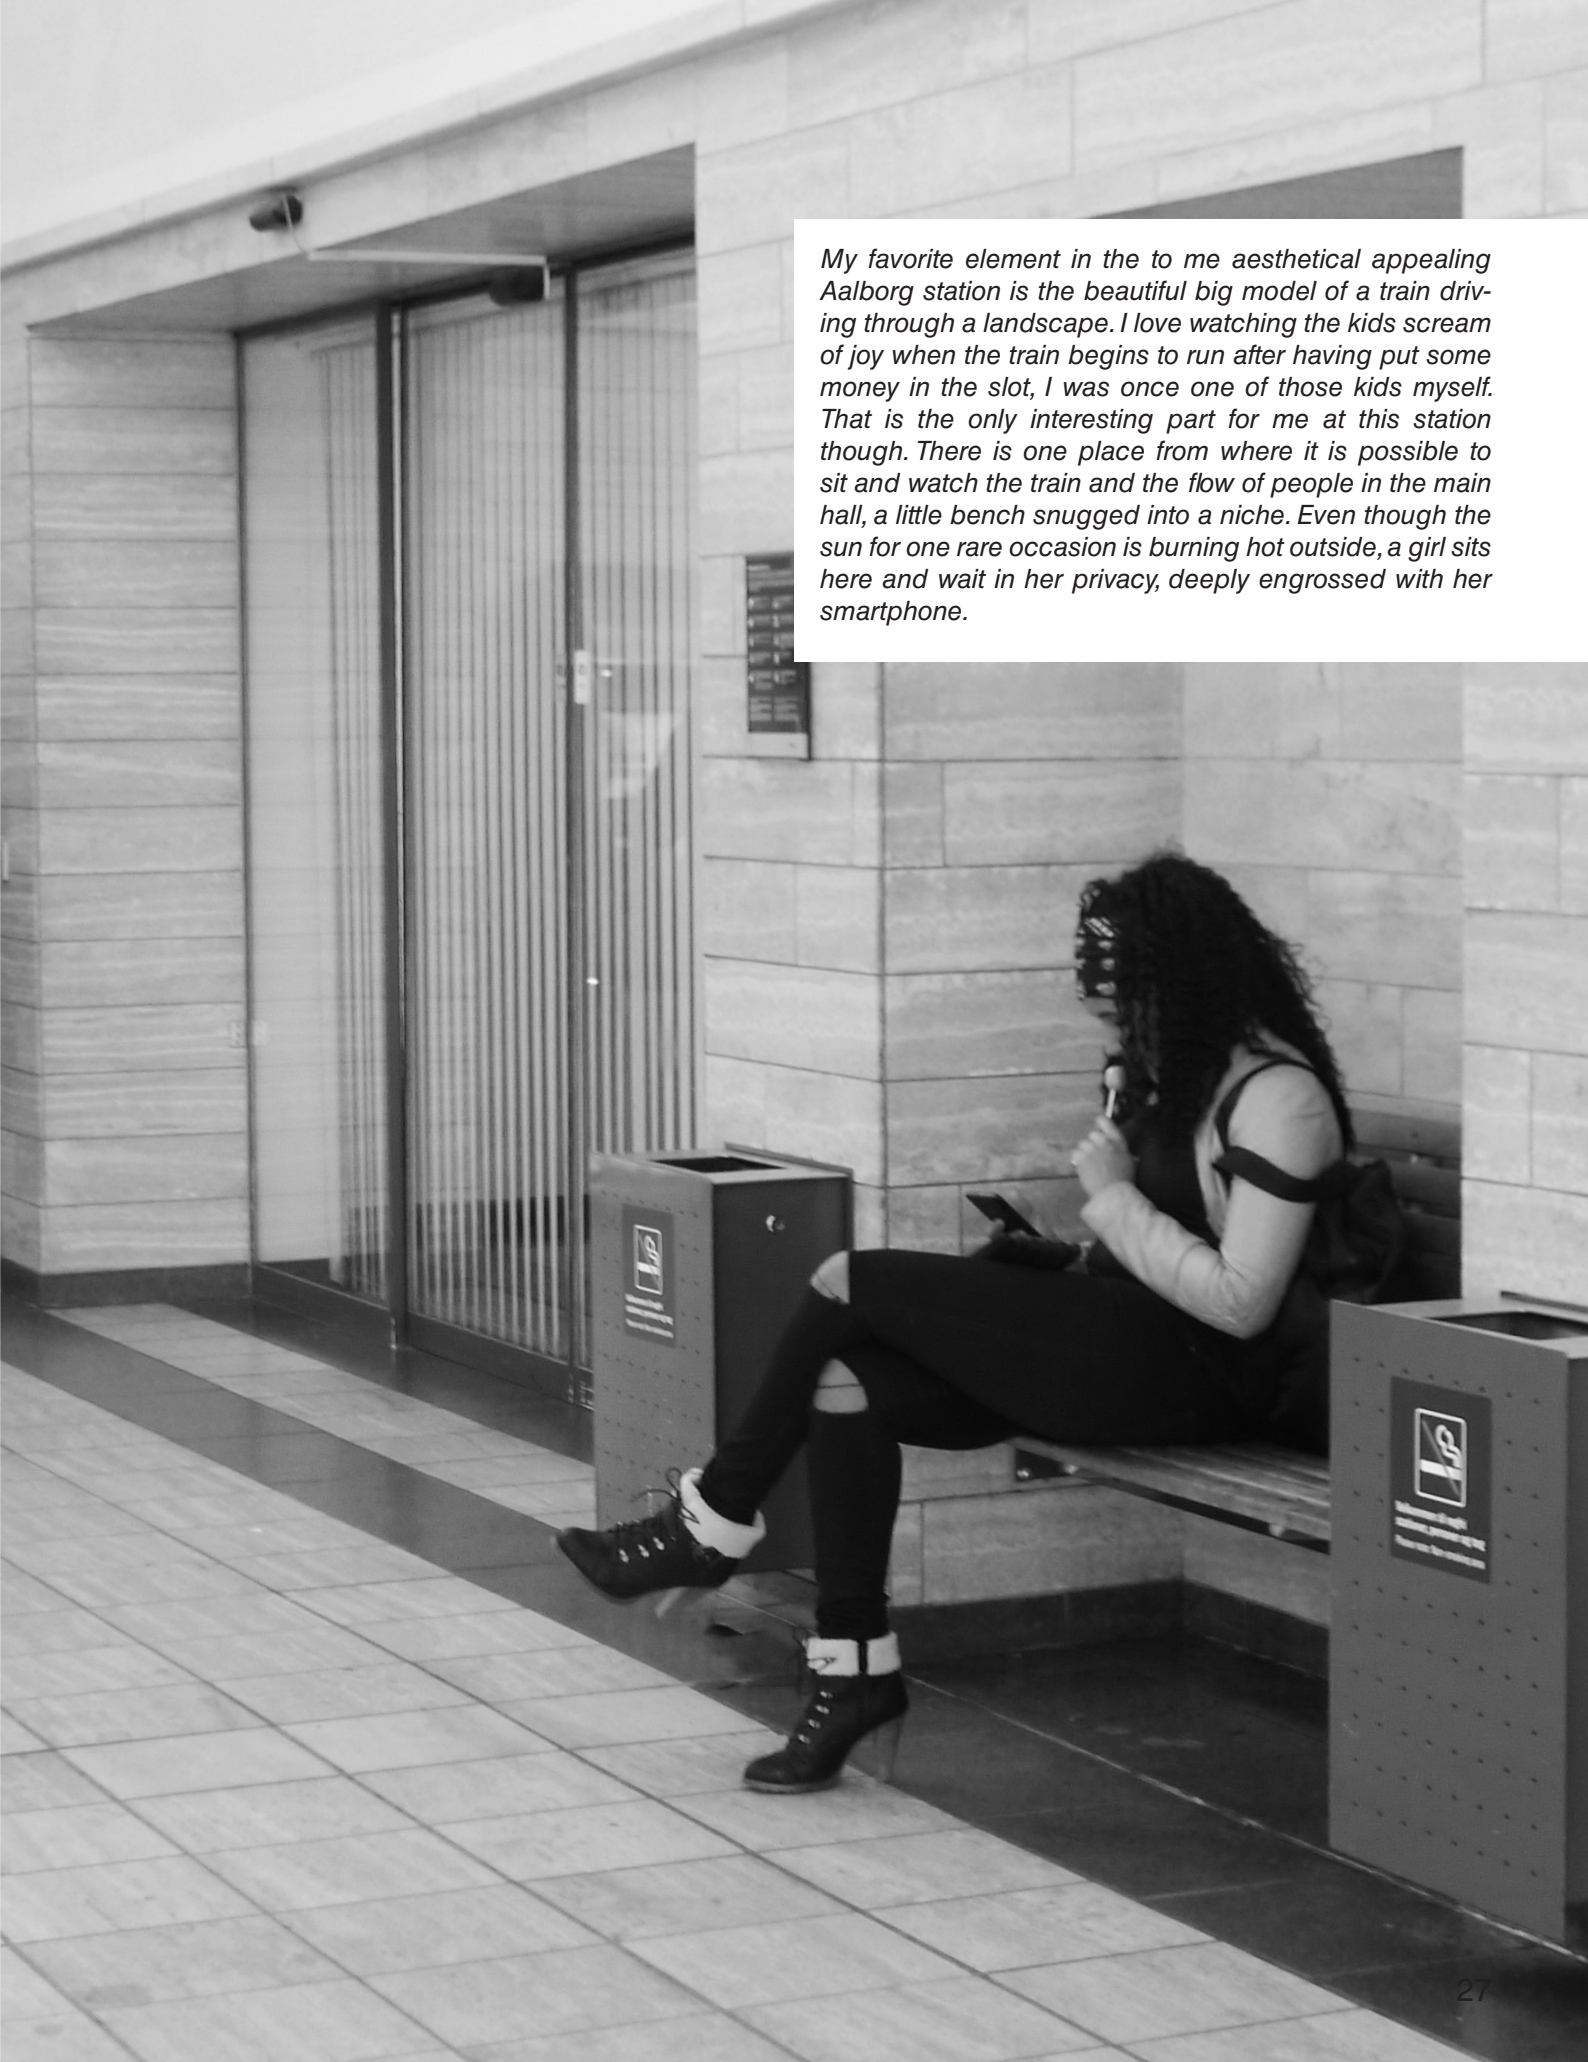 My favorite element in the to me aesthetical appealing
Aalborg station is the beautiful big model of a train driv-
ing through a landscape. I love watching the kids scream
of joy when the train begins to run after having put some
money in the slot, I was once one of those kids myself.
That is the only interesting part for me at this station
though. There is one place from where it is possible to
sit and watch the train and the flow of people in the main
hall, a little bench snugged into a niche. Even though the
sun for one rare occasion is burning hot outside, a girl sits
here and wait in her privacy, deeply engrossed with her
smartphone.
27